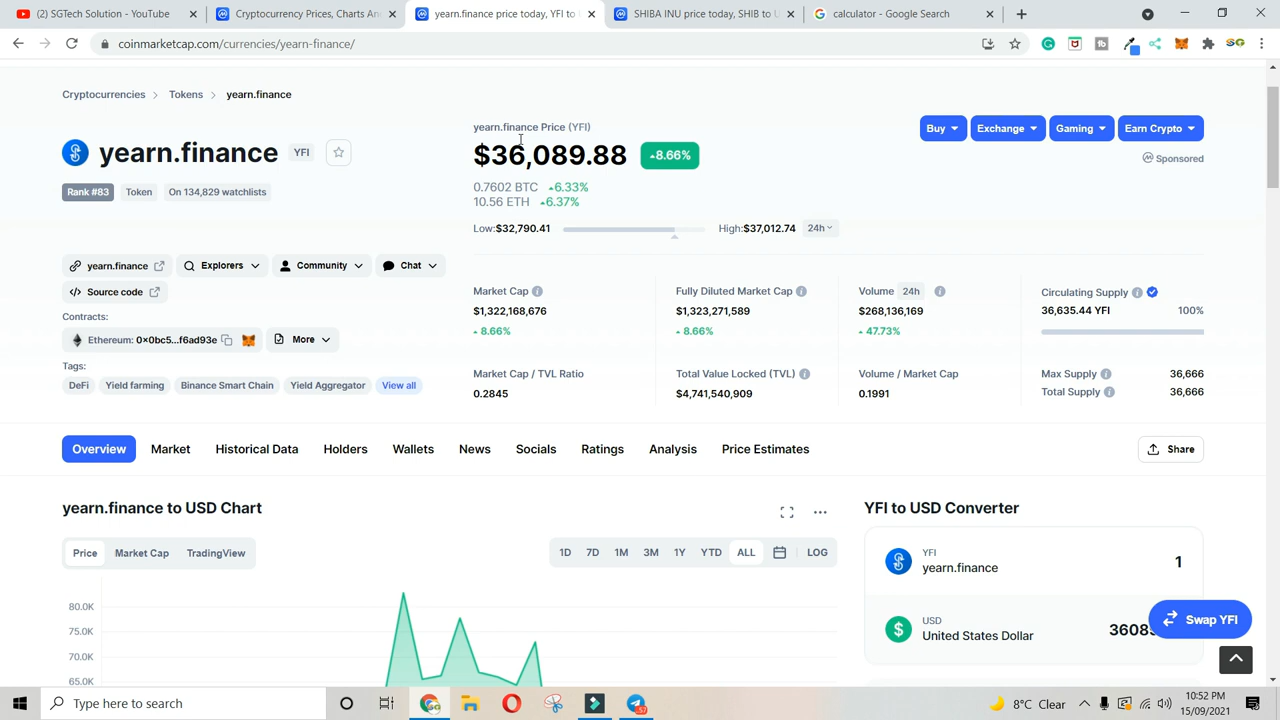 (2) SGTech Solution - YouTube
Cryptocurrency Prices, Charts An
yearn.finance price today, YFI to U
SHIBA INU price today, SHIB to U
calculator - Google Search
coinmarketcap.com/currencies/yearn-finance/
Cryptocurrencies > Tokens > yearn.finance
yearn.finance YFI
Rank #83 Token On 134,829 watchlists
yearn.finance Price (YFI)
$36,089.88 8.66%
0.7602 BTC 6.33%
10.56 ETH 6.37%
Low:$32,790.41 High:$37,012.74 24h
Buy Exchange Gaming Earn Crypto
Sponsored
yearn.finance Explorers Community Chat
Source code
Contracts:
Ethereum: 0x0bc5...f6ad93e More
Tags:
DeFi Yield farming Binance Smart Chain Yield Aggregator View all
Market Cap
$1,322,168,676
8.66%
Fully Diluted Market Cap
$1,323,271,589
8.66%
Volume 24h
$268,136,169
47.73%
Circulating Supply
36,635.44 YFI 100%
Market Cap / TVL Ratio
0.2845
Total Value Locked (TVL)
$4,741,540,909
Volume / Market Cap
0.1991
Max Supply 36,666
Total Supply 36,666
Overview Market Historical Data Holders Wallets News Socials Ratings Analysis Price Estimates Share
yearn.finance to USD Chart
Price Market Cap TradingView
1D 7D 1M 3M 1Y YTD ALL LOG
80.0K
75.0K
70.0K
65.0K
YFI to USD Converter
YFI
yearn.finance 1
USD
United States Dollar
Swap YFI
Type here to search
8°C Clear
10:52 PM
15/09/2021